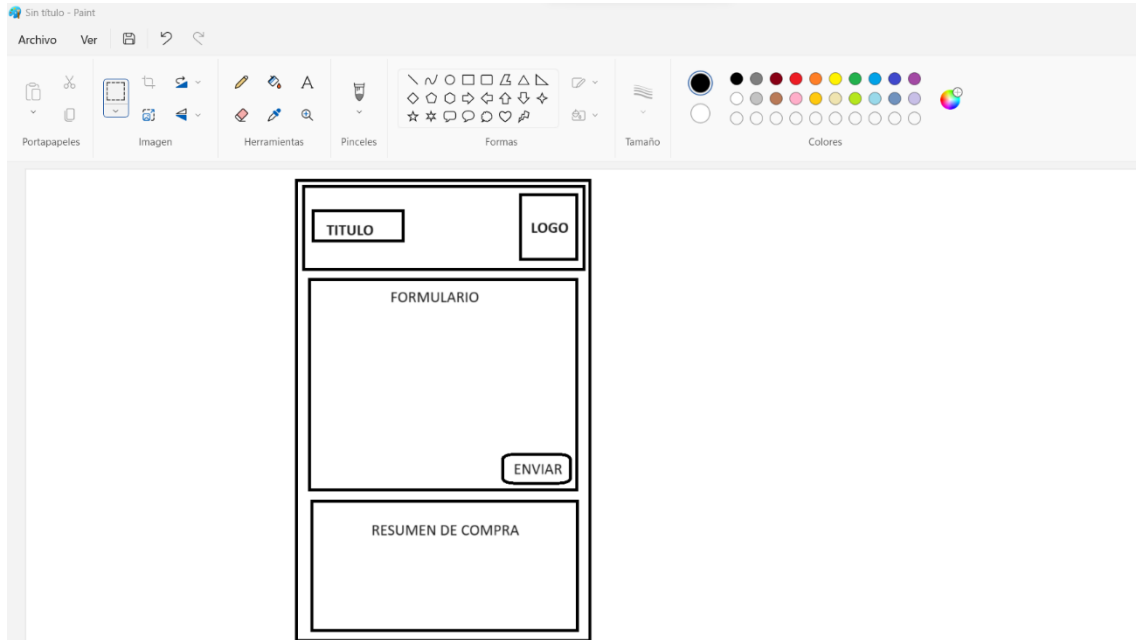 Sin título - Paint
Archivo Ver
Portapapeles Imagen Herramientas Pinceles Formas Tamaño Colores
TITULO LOGO
FORMULARIO
ENVIAR
RESUMEN DE COMPRA